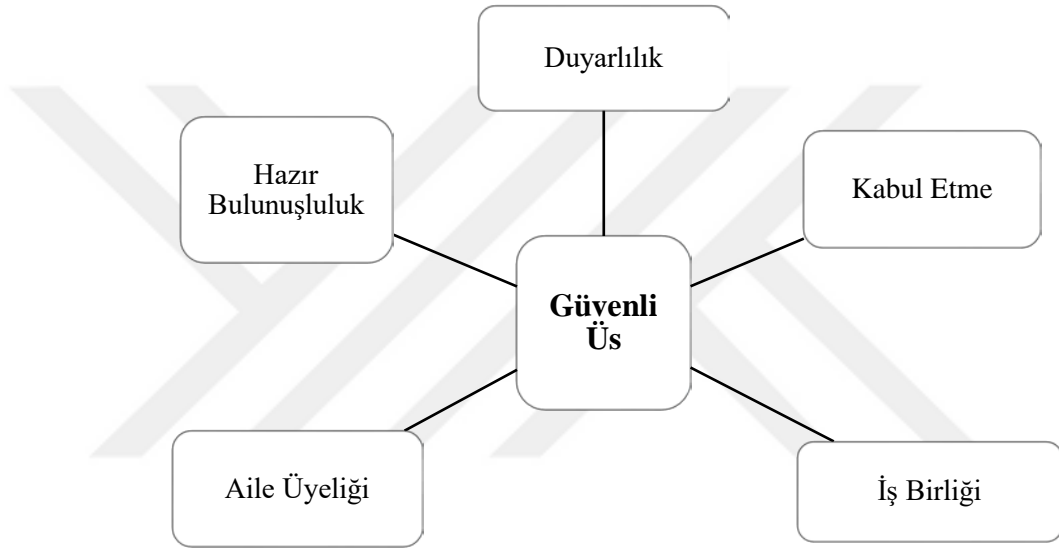 Duyarlılık
Hazır
Bulunuşluluk
Kabul Etme
Güvenli
Üs
Aile Üyeliği
İş Birliği